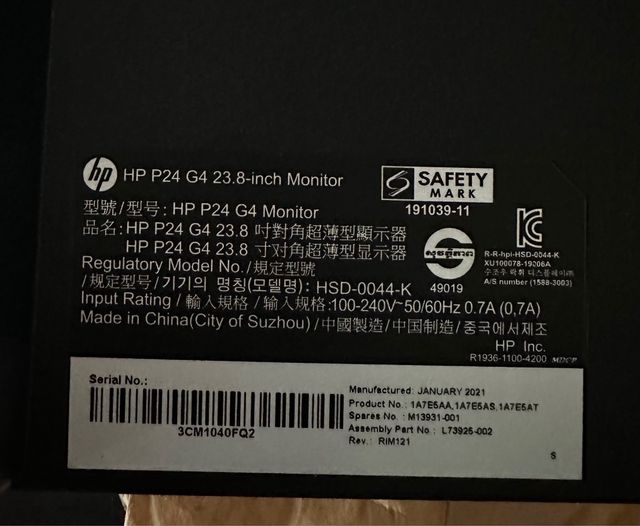 hp HP P24 G4 23.8-inch Monitor
型號/型号: HP P24 G4 Monitor
品名: HP P24 G4 23.8 吋對角超薄型顯示器
HP P24 G4 23.8 寸对角超薄型显示器
Regulatory Model No./規定型號
/规定型号/기기의 명칭(모델명): HSD-0044-K
Input Rating / 輸入規格 / 输入规格:100-240V~50/60Hz 0.7A (0,7A)
Made in China(City of Suzhou) /中國製造/中国制造/중국에서제조
HP Inc.
R1936-1100-4200 MDCP
S SAFETY
MARK
191039-11
49019
R-R-hpi-HSD-0044-K
XU100078-19206A
A/S number (1588-3003)
Serial No.:
3CM1040FQ2
Manufactured: JANUARY 2021
Product No.: 1A7E5AA,1A7E5AS,1A7E5AT
Spares No.: M13931-001
Assembly Part No.: L73925-002
Rev.: RIM121
S